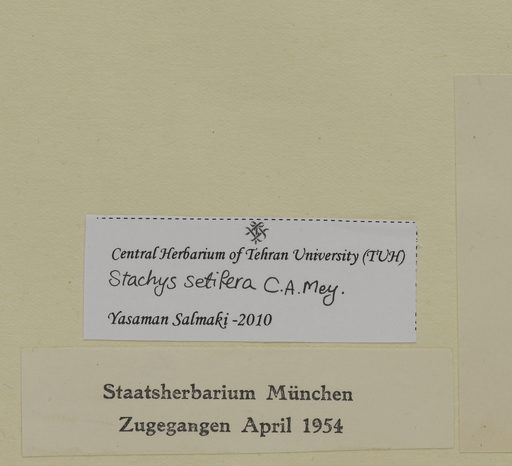 Central Herbarium of Tehran University (TUH)
Stachys setifera C.A.Mey.
Yasaman Salmaki -2010
Staatsherbarium München
Zugegangen April 1954